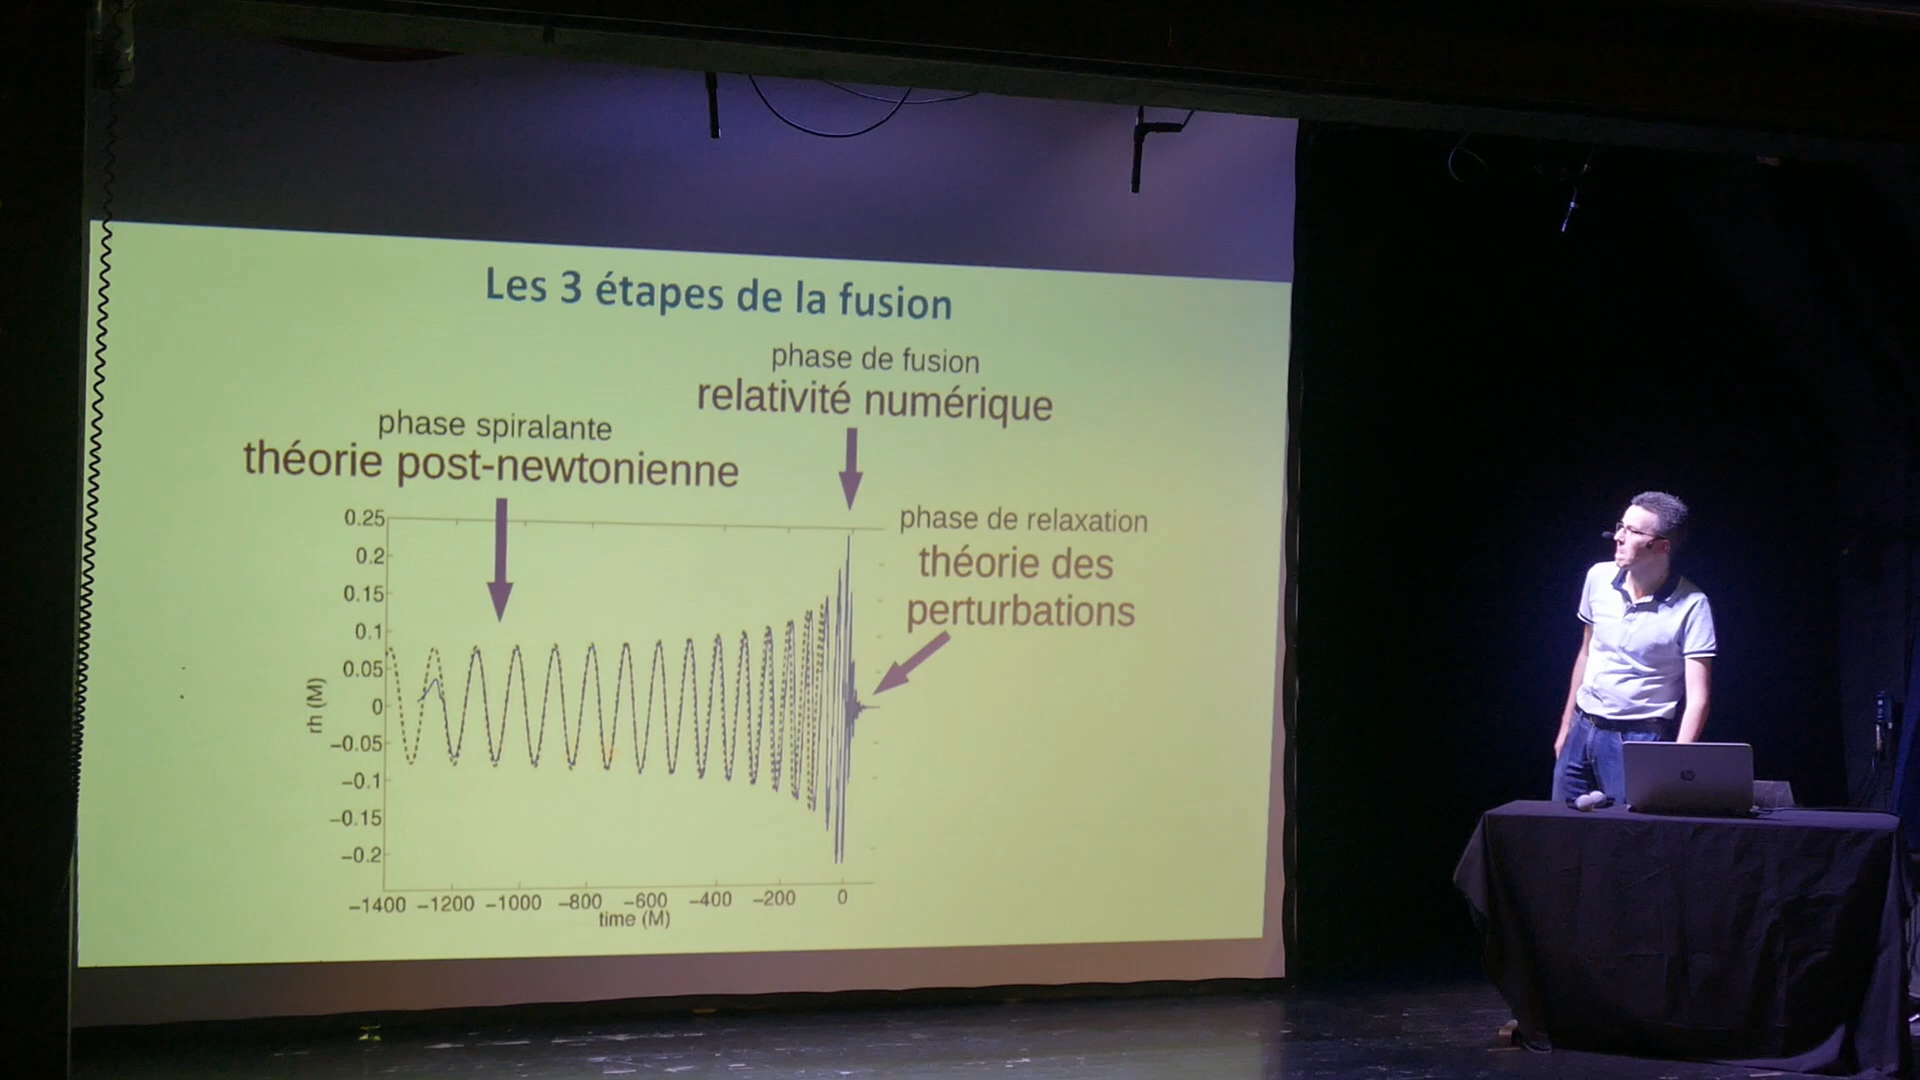 Les 3 étapes de la fusion
phase de fusion
relativité numérique
phase spiralante
théorie post-newtonienne
phase de relaxation
théorie des
perturbations
0.25
0.2
0.15
0.1
0.05
0
−0.05
−0.1
−0.15
−0.2
rh (M)
−1400 −1200 −1000 −800 −600 −400 −200 0
time (M)